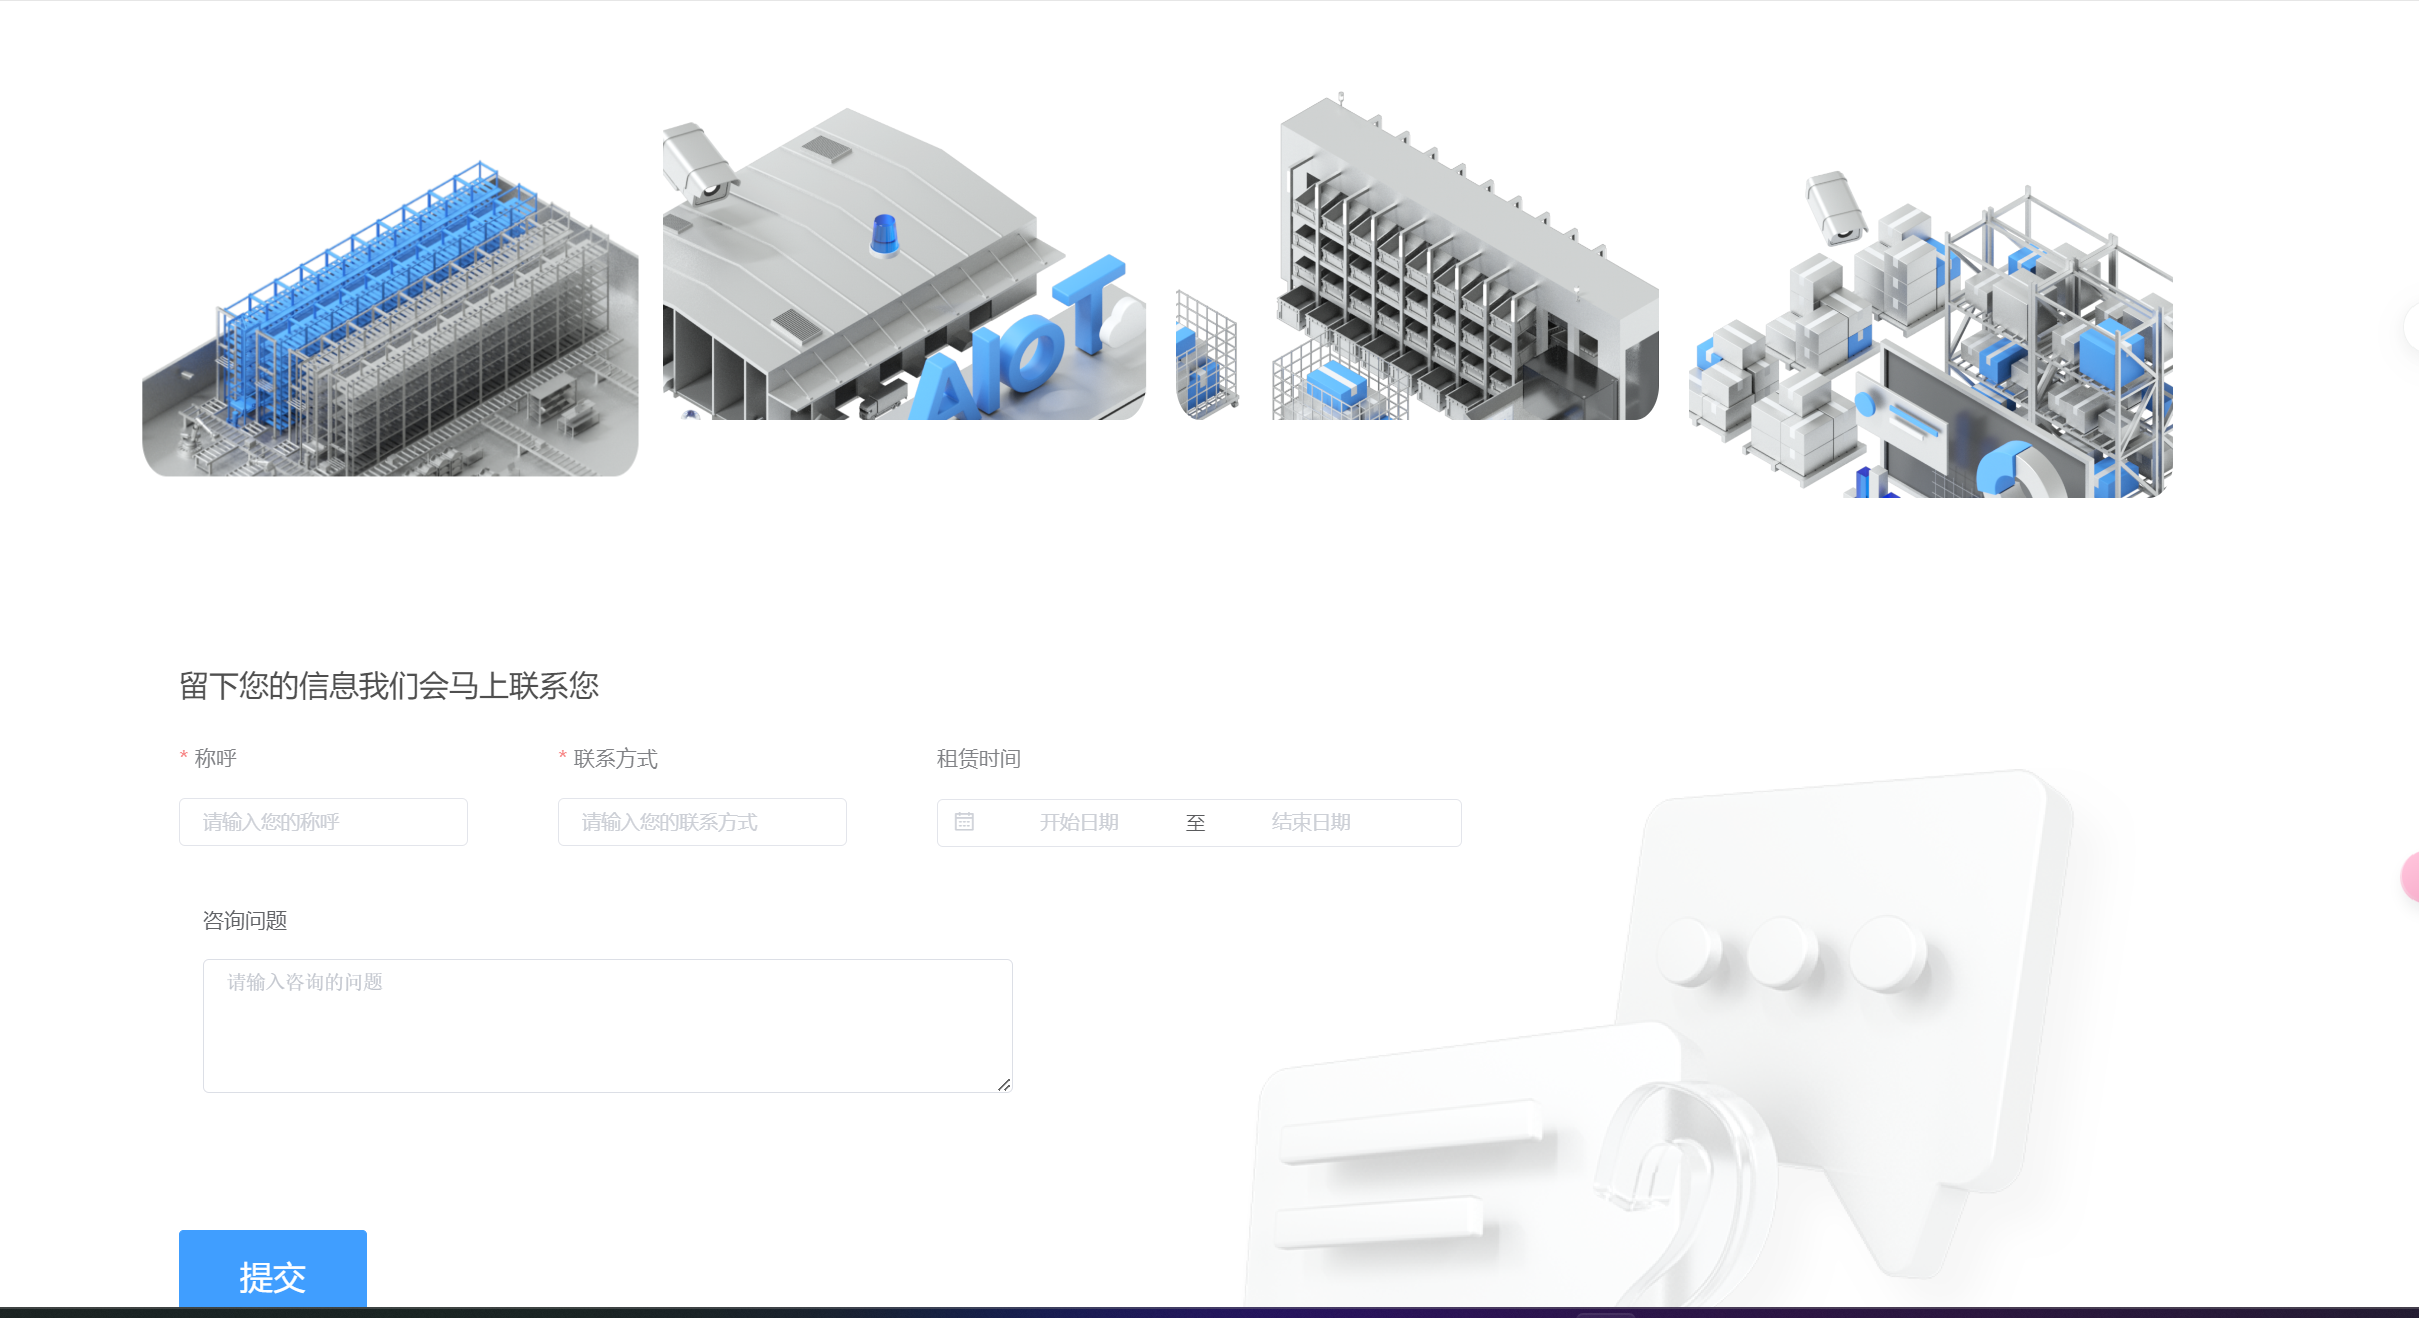 AIOT
留下您的信息我们会马上联系您
* 称呼
* 联系方式
租赁时间
请输入您的称呼
请输入您的联系方式
开始日期 至 结束日期
咨询问题
请输入咨询的问题
提交